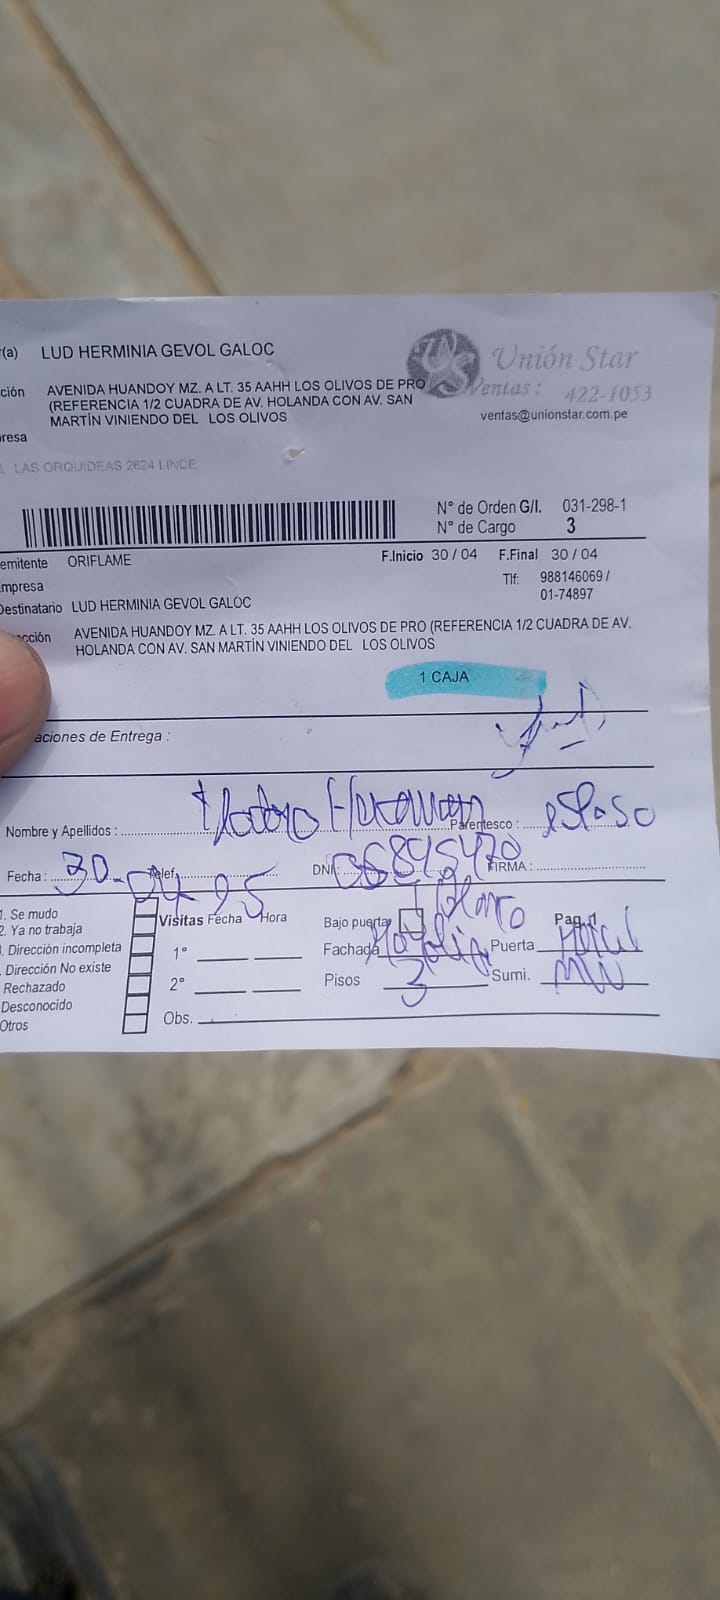 r(a) LUD HERMINIA GEVOL GALOC
Unión Star
Ventas: 422-1053
ventas@unionstar.com.pe
ción AVENIDA HUANDOY MZ. A LT. 35 AAHH LOS OLIVOS DE PRO
(REFERENCIA 1/2 CUADRA DE AV. HOLANDA CON AV. SAN
MARTÍN VINIENDO DEL LOS OLIVOS
resa
LAS ORQUIDEAS 2624 LINCE
N° de Orden G/I. 031-298-1
N° de Cargo 3
emitente ORIFLAME F.Inicio 30 / 04 F.Final 30 / 04
mpresa Tlf: 988146069 /
01-74897
Destinatario LUD HERMINIA GEVOL GALOC
cción AVENIDA HUANDOY MZ. A LT. 35 AAHH LOS OLIVOS DE PRO (REFERENCIA 1/2 CUADRA DE AV.
HOLANDA CON AV. SAN MARTÍN VINIENDO DEL LOS OLIVOS
1 CAJA
aciones de Entrega :
Nombre y Apellidos : Parentesco : esposo
Fecha : 30-04-25 Telef. DNI : FIRMA :
1. Se mudo
2. Ya no trabaja
Dirección incompleta
Dirección No existe
Rechazado
Desconocido
Otros
Visitas Fecha Hora
1°
2°
Obs.
Bajo puerta Pag. 1
Fachada Puerta
Pisos 3 Sumi.